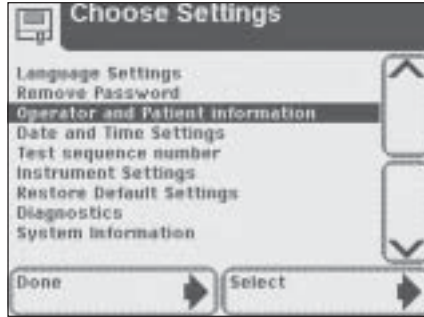 Choose Settings
Language Settings
Remove Password
Operator and Patient information
Date and Time Settings
Test sequence number
Instrument Settings
Restore Default Settings
Diagnostics
System Information
Done
Select